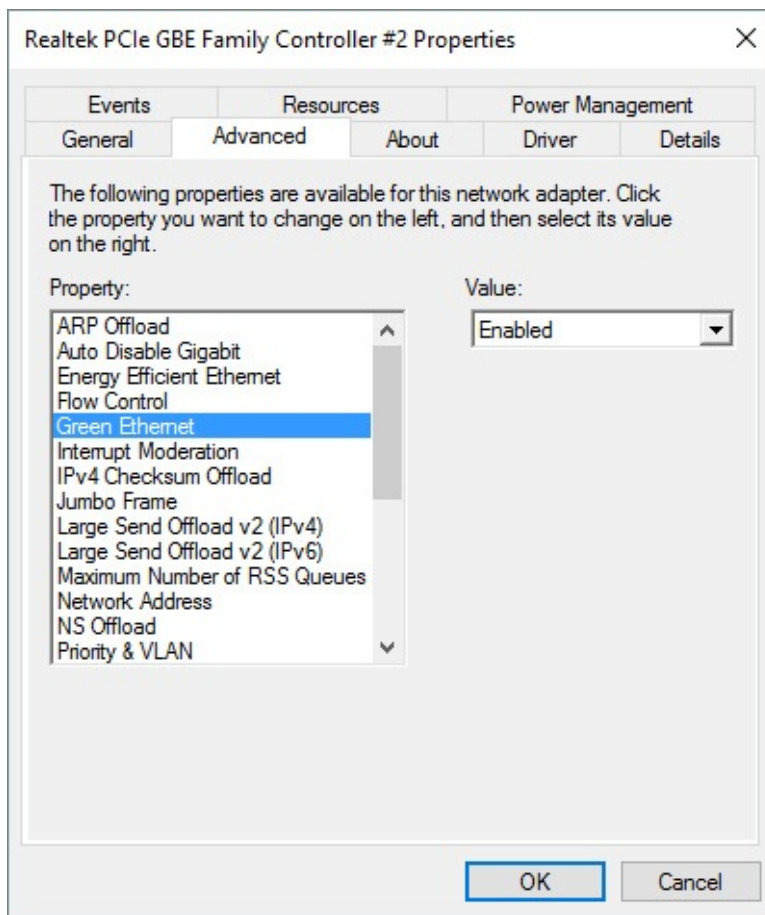 Realtek PCIe GBE Family Controller #2 Properties
Events Resources Power Management
General Advanced About Driver Details
The following properties are available for this network adapter. Click
the property you want to change on the left, and then select its value
on the right.
Property: Value:
ARP Offload Enabled
Auto Disable Gigabit
Energy Efficient Ethernet
Flow Control
Green Ethernet
Interrupt Moderation
IPv4 Checksum Offload
Jumbo Frame
Large Send Offload v2 (IPv4)
Large Send Offload v2 (IPv6)
Maximum Number of RSS Queues
Network Address
NS Offload
Priority & VLAN
OK Cancel